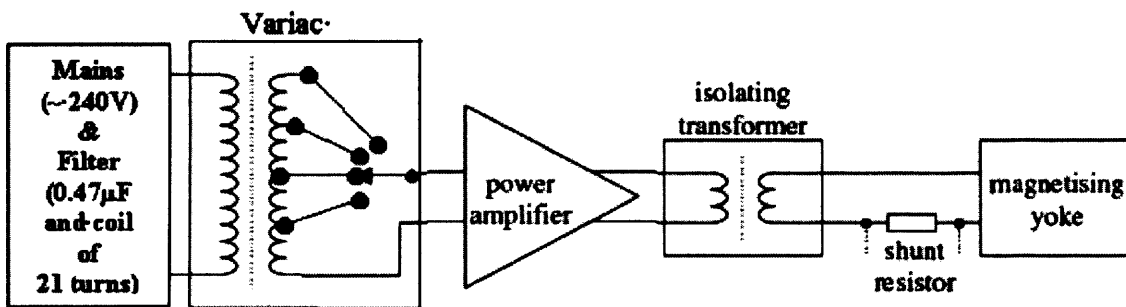 Variac·
Mains
(~240V)
&
Filter
(0.47µF
and coil
of
21 turns)
power
amplifier
isolating
transformer
shunt
resistor
magnetising
yoke